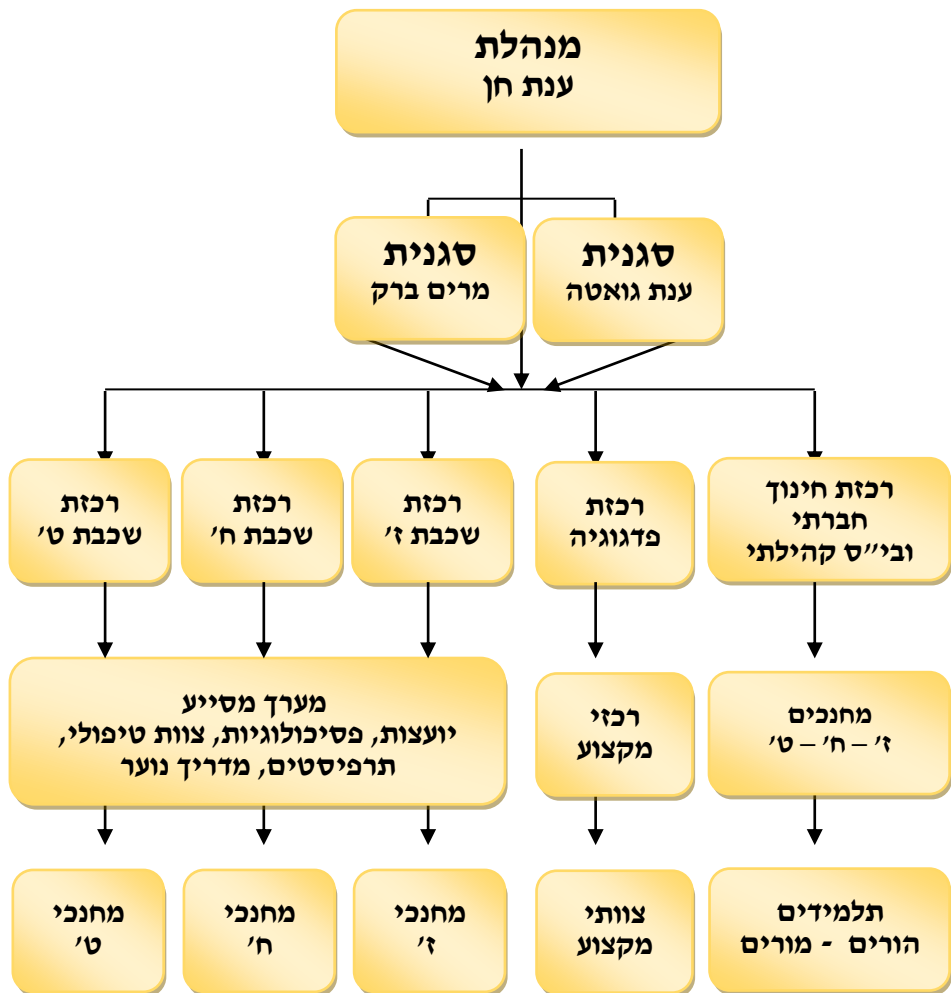 מנהלת
ענת חן
סגנית
ענת גואטה
סגנית
מרים ברק
רכזת חינוך
חברתי
ובי״ס קהילתי
רכזת
פדגוגיה
רכזת
שכבת ז׳
רכזת
שכבת ח׳
רכזת
שכבת ט׳
מחנכים
ז׳ – ח׳ – ט׳
רכזי
מקצוע
מערך מסייע
יועצות, פסיכולוגיות, צוות טיפולי,
תרפיסטים, מדריך נוער
תלמידים
הורים - מורים
צוותי
מקצוע
מחנכי
ז׳
מחנכי
ח׳
מחנכי
ט׳